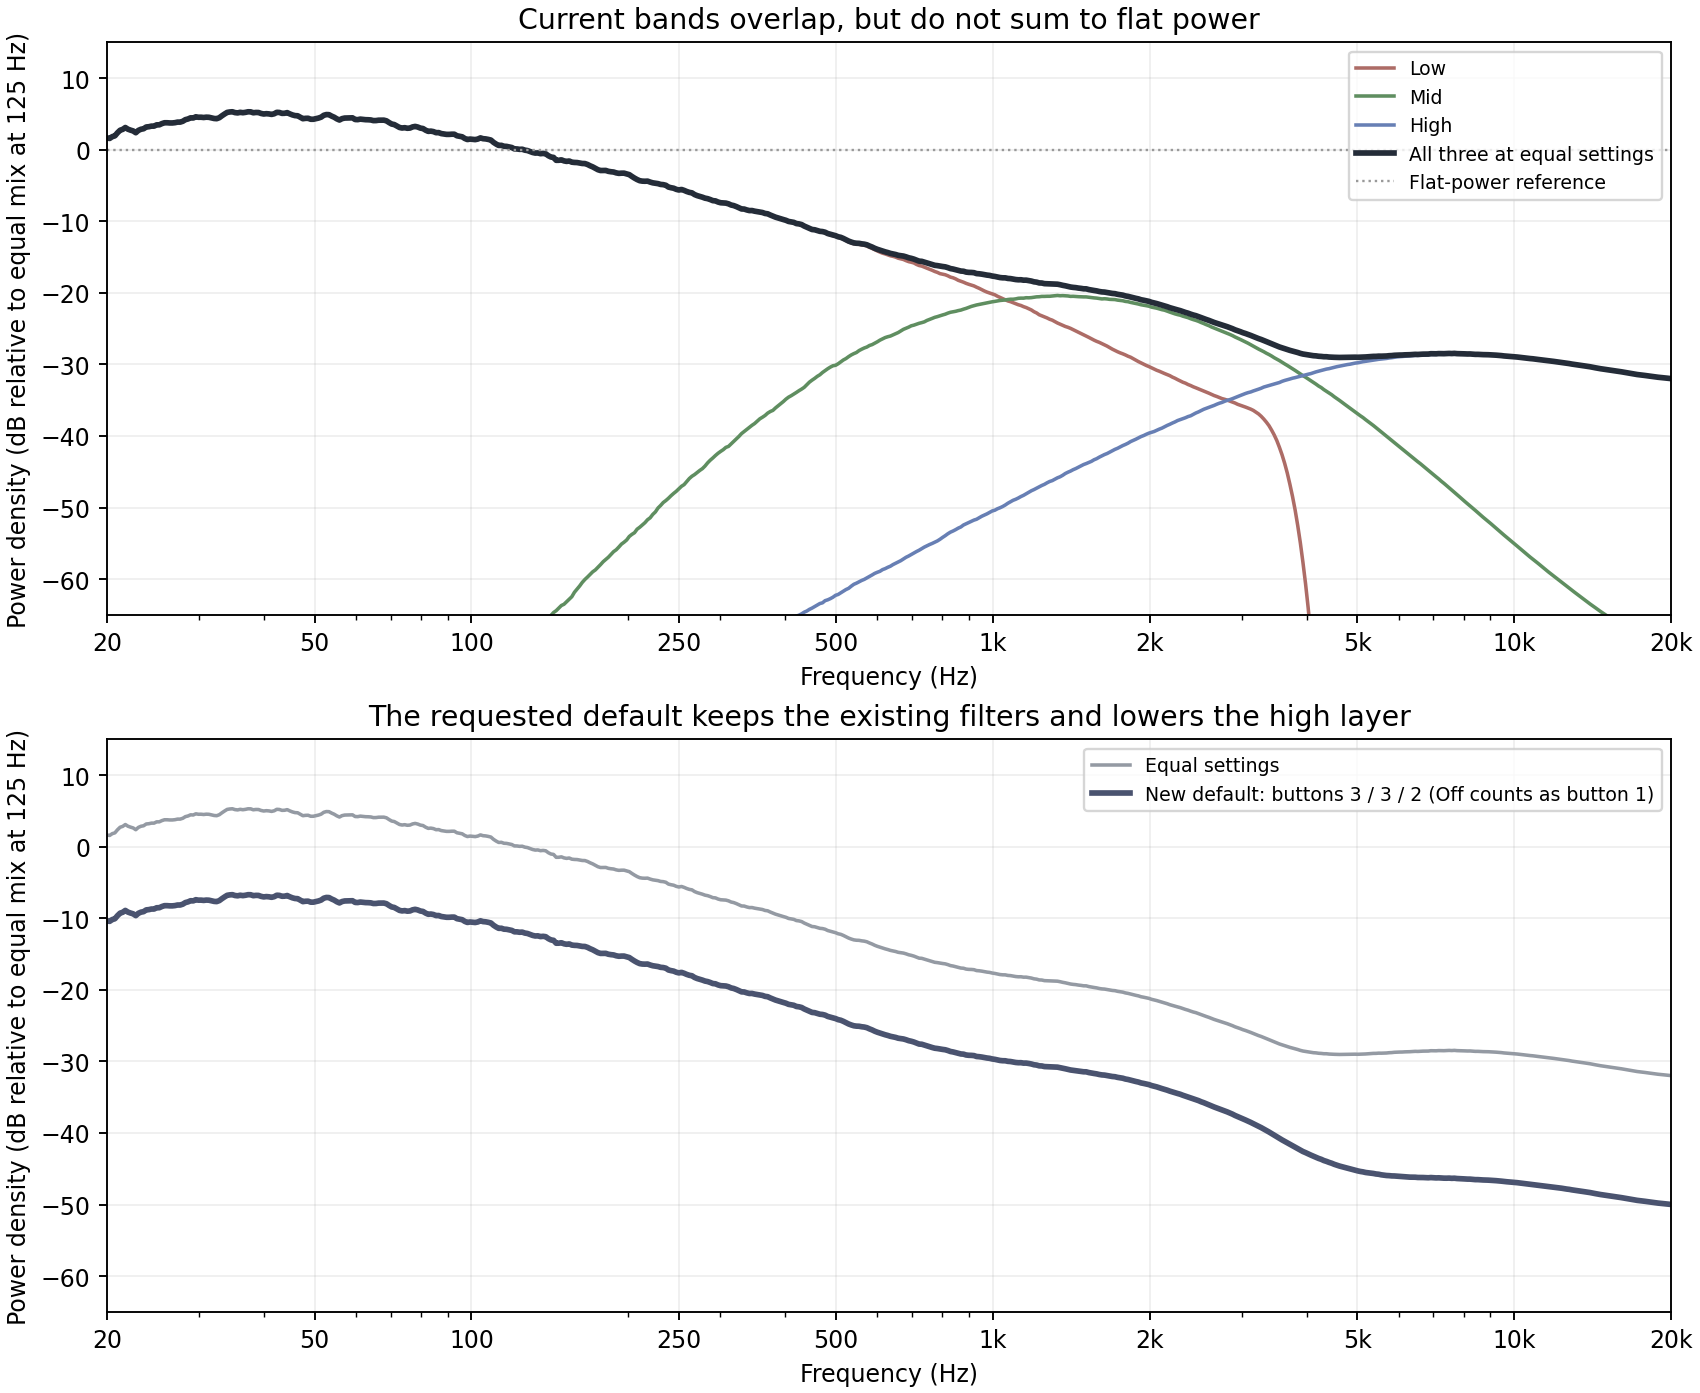 Current bands overlap, but do not sum to flat power
Power density (dB relative to equal mix at 125 Hz)
10
0
−10
−20
−30
−40
−50
−60
Low
Mid
High
All three at equal settings
Flat-power reference
20 50 100 250 500 1k 2k 5k 10k 20k
Frequency (Hz)
The requested default keeps the existing filters and lowers the high layer
Power density (dB relative to equal mix at 125 Hz)
10
0
−10
−20
−30
−40
−50
−60
Equal settings
New default: buttons 3 / 3 / 2 (Off counts as button 1)
20 50 100 250 500 1k 2k 5k 10k 20k
Frequency (Hz)